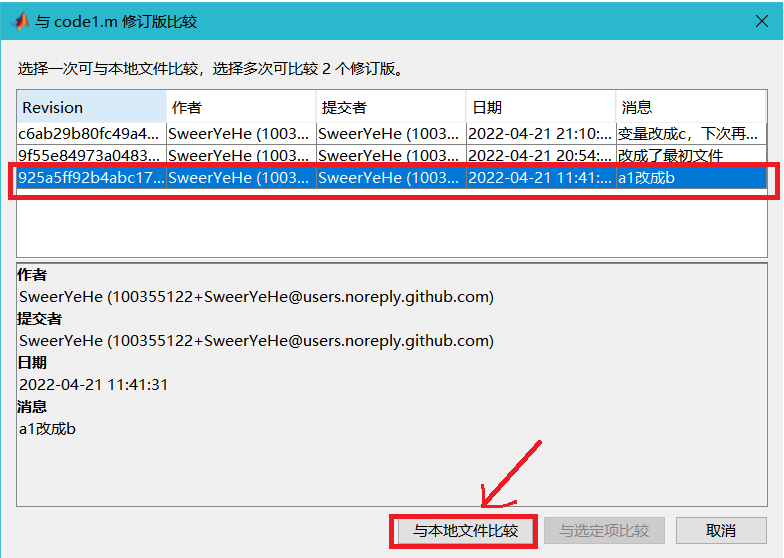 与 code1.m 修订版比较
选择一次可与本地文件比较，选择多次可比较 2 个修订版。
Revision 作者 提交者 日期 消息
c6ab29b80fc49a4... SweerYeHe (1003... SweerYeHe (1003... 2022-04-21 21:10:... 变量改成c，下次再...
9f55e84973a0483... SweerYeHe (1003... SweerYeHe (1003... 2022-04-21 20:54:... 改成了最初文件
925a5ff92b4abc17... SweerYeHe (1003... SweerYeHe (1003... 2022-04-21 11:41:... a1改成b
作者
SweerYeHe (100355122+SweerYeHe@users.noreply.github.com)
提交者
SweerYeHe (100355122+SweerYeHe@users.noreply.github.com)
日期
2022-04-21 11:41:31
消息
a1改成b
与本地文件比较 与选定项比较 取消